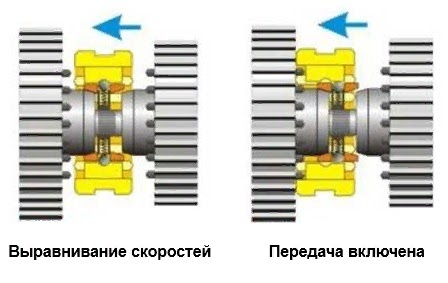 Выравнивание скоростей
Передача включена